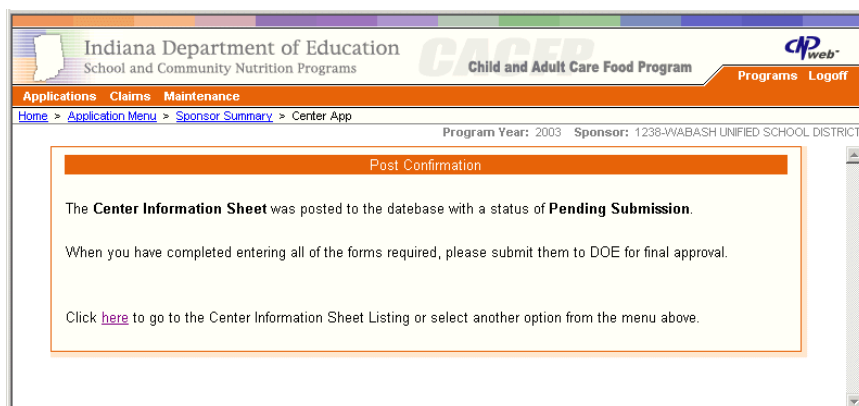 Indiana Department of Education
School and Community Nutrition Programs
CACFP
Child and Adult Care Food Program
CNPweb
Programs Logoff
Applications Claims Maintenance
Home > Application Menu > Sponsor Summary > Center App
Program Year: 2003 Sponsor: 1238-WABASH UNIFIED SCHOOL DISTRICT
Post Confirmation
The Center Information Sheet was posted to the datebase with a status of Pending Submission.
When you have completed entering all of the forms required, please submit them to DOE for final approval.
Click here to go to the Center Information Sheet Listing or select another option from the menu above.